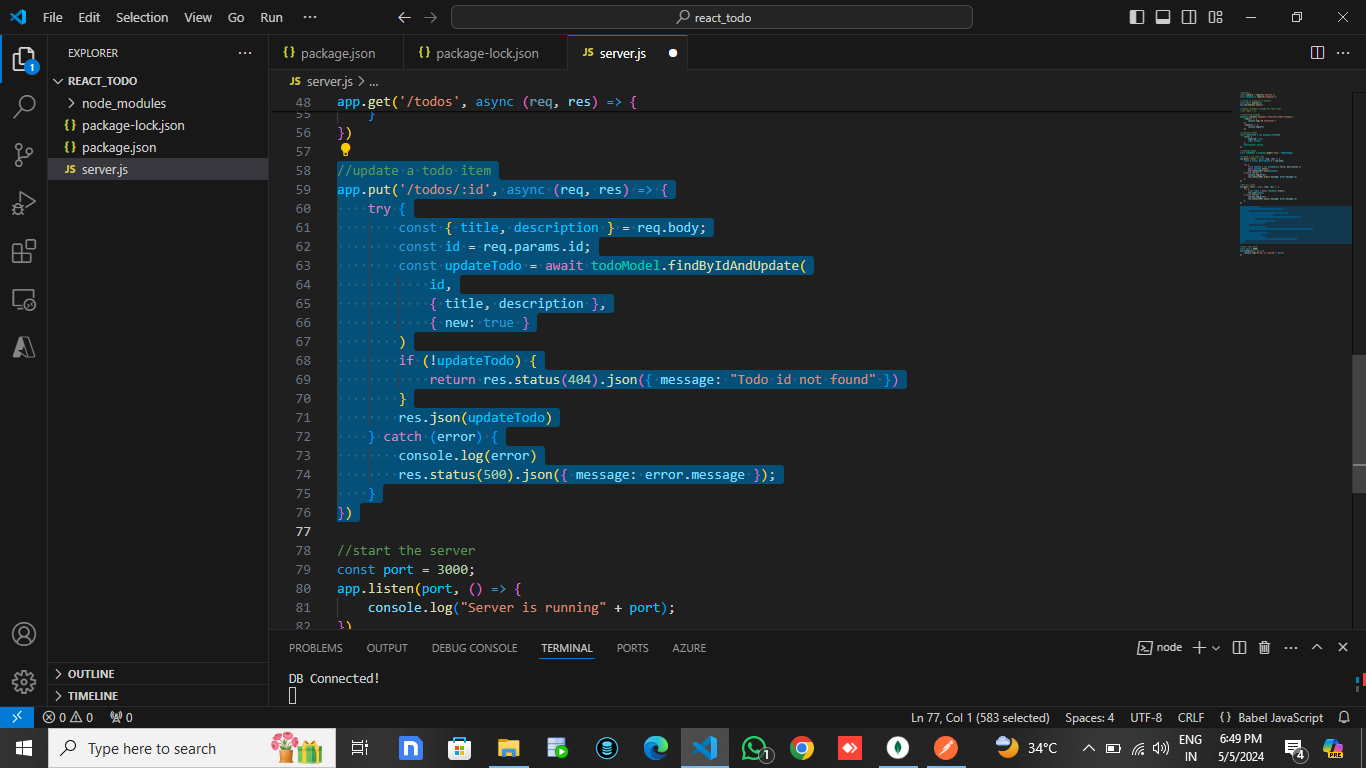 File Edit Selection View Go Run ··· react_todo
EXPLORER ···
REACT_TODO
node_modules
{} package-lock.json
{} package.json
JS server.js
OUTLINE
TIMELINE
1
{} package.json {} package-lock.json JS server.js ●
JS server.js > ...
48 app.get('/todos', async (req, res) => {
55 }
56 })
57
58 //update a todo item
59 app.put('/todos/:id', async (req, res) => {
60 try {
61 const { title, description } = req.body;
62 const id = req.params.id;
63 const updateTodo = await todoModel.findByIdAndUpdate(
64 id,
65 { title, description },
66 { new: true }
67 )
68 if (!updateTodo) {
69 return res.status(404).json({ message: "Todo id not found" })
70 }
71 res.json(updateTodo)
72 } catch (error) {
73 console.log(error)
74 res.status(500).json({ message: error.message });
75 }
76 })
77
78 //start the server
79 const port = 3000;
80 app.listen(port, () => {
81 console.log("Server is running" + port);
82 })
PROBLEMS OUTPUT DEBUG CONSOLE TERMINAL PORTS AZURE node
DB Connected!
0 0 0 Ln 77, Col 1 (583 selected) Spaces: 4 UTF-8 CRLF {} Babel JavaScript
Type here to search 1 34°C ENG IN 6:49 PM 5/5/2024 4 PRE